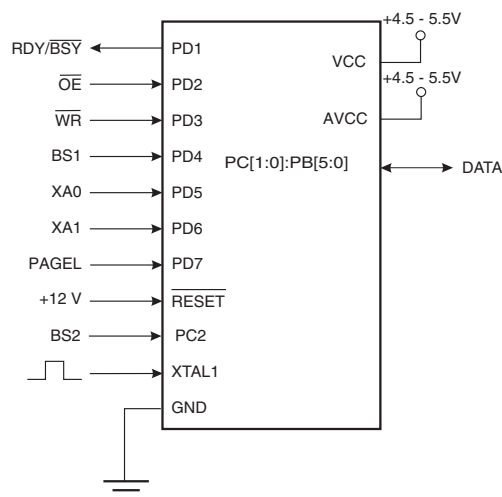 +4.5 - 5.5V
RDY/BSY PD1
VCC
+4.5 - 5.5V
OE PD2
WR PD3
AVCC
BS1 PD4
PC[1:0]:PB[5:0] DATA
XA0 PD5
XA1 PD6
PAGEL PD7
+12 V RESET
BS2 PC2
XTAL1
GND